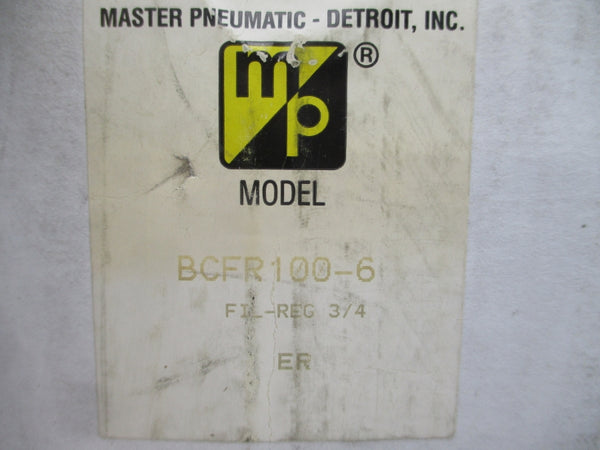 MASTER PNEUMATIC - DETROIT, INC.
mp ®
MODEL
BCFR100-6
FIL-REG 3/4
ER